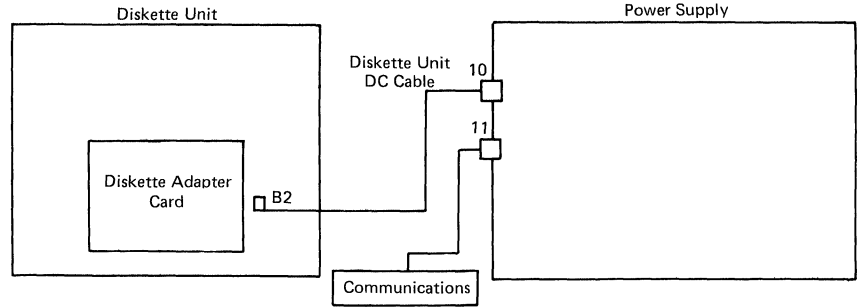 Diskette Unit
Power Supply
Diskette Unit
DC Cable
10
11
Diskette Adapter
Card
B2
Communications